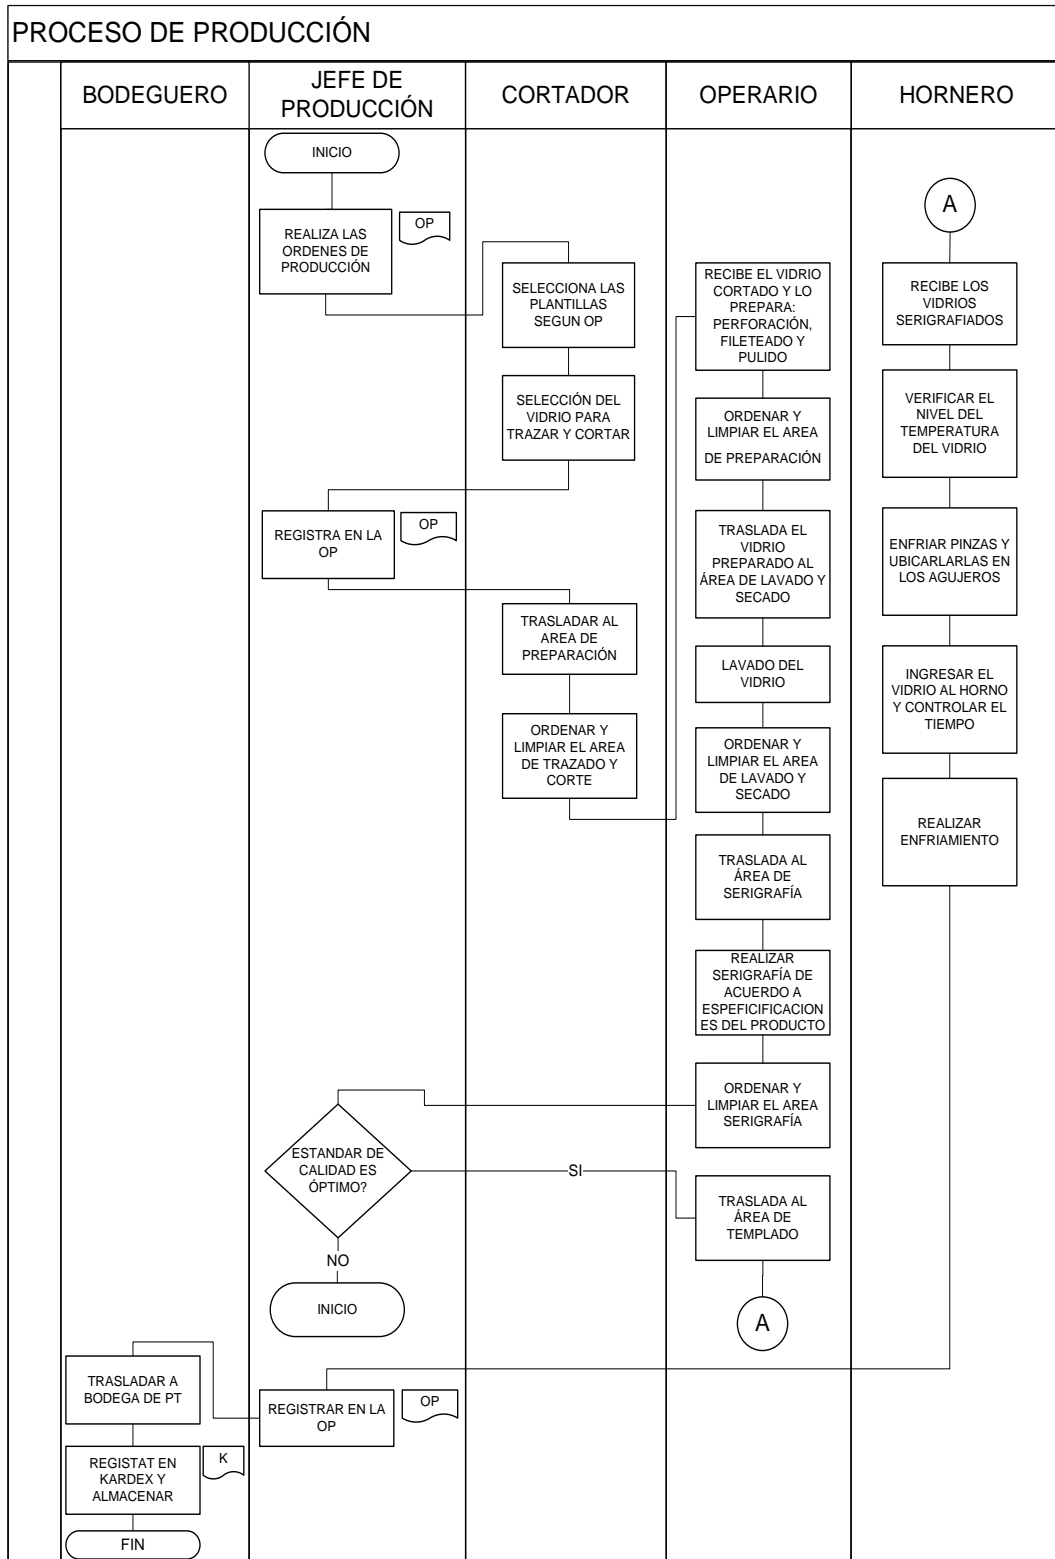 PROCESO DE PRODUCCIÓN
BODEGUERO
JEFE DE
PRODUCCIÓN
CORTADOR
OPERARIO
HORNERO
INICIO
REALIZA LAS
ORDENES DE
PRODUCCIÓN
OP
SELECCIONA LAS
PLANTILLAS
SEGUN OP
SELECCIÓN DEL
VIDRIO PARA
TRAZAR Y CORTAR
REGISTRA EN LA
OP
OP
TRASLADAR AL
AREA DE
PREPARACIÓN
ORDENAR Y
LIMPIAR EL AREA
DE TRAZADO Y
CORTE
RECIBE EL VIDRIO
CORTADO Y LO
PREPARA:
PERFORACIÓN,
FILETEADO Y
PULIDO
ORDENAR Y
LIMPIAR EL AREA
DE PREPARACIÓN
TRASLADA EL
VIDRIO
PREPARADO AL
ÁREA DE LAVADO Y
SECADO
LAVADO DEL
VIDRIO
ORDENAR Y
LIMPIAR EL AREA
DE LAVADO Y
SECADO
TRASLADA AL
ÁREA DE
SERIGRAFÍA
REALIZAR
SERIGRAFÍA DE
ACUERDO A
ESPEFICIFICACION
ES DEL PRODUCTO
ORDENAR Y
LIMPIAR EL AREA
SERIGRAFÍA
ESTANDAR DE
CALIDAD ES
ÓPTIMO?
SI
NO
INICIO
TRASLADA AL
ÁREA DE
TEMPLADO
A
A
RECIBE LOS
VIDRIOS
SERIGRAFIADOS
VERIFICAR EL
NIVEL DEL
TEMPERATURA
DEL VIDRIO
ENFRIAR PINZAS Y
UBICARLARLAS EN
LOS AGUJEROS
INGRESAR EL
VIDRIO AL HORNO
Y CONTROLAR EL
TIEMPO
REALIZAR
ENFRIAMIENTO
REGISTRAR EN LA
OP
OP
TRASLADAR A
BODEGA DE PT
REGISTAT EN
KARDEX Y
ALMACENAR
K
FIN